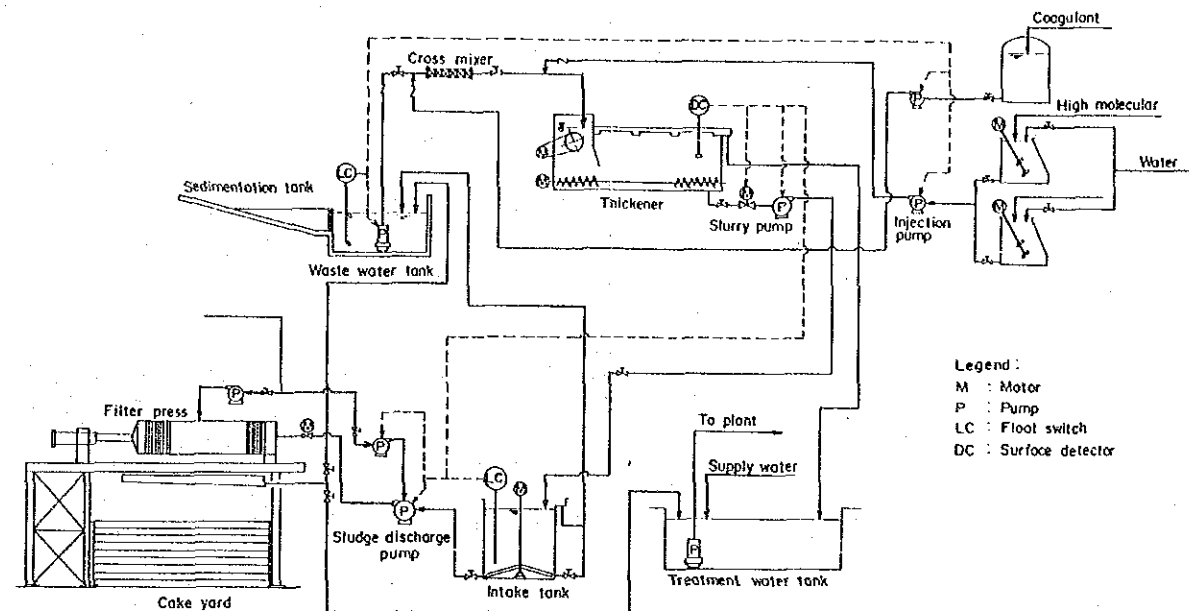 Coagulant
Cross mixer
P
High molecular
DC
M
M
LC
M
Water
Sedimentation tank
M
M
Thickener
P
P
P
M
Slurry pump
Injection
pump
Waste water tank
Legend :
M : Motor
P : Pump
LC : Float switch
DC : Surface detector
P
Filter press
M
To plant
P
Supply water
LC
M
P
Sludge discharge
pump
P
Intake tank
Treatment water tank
Cake yard